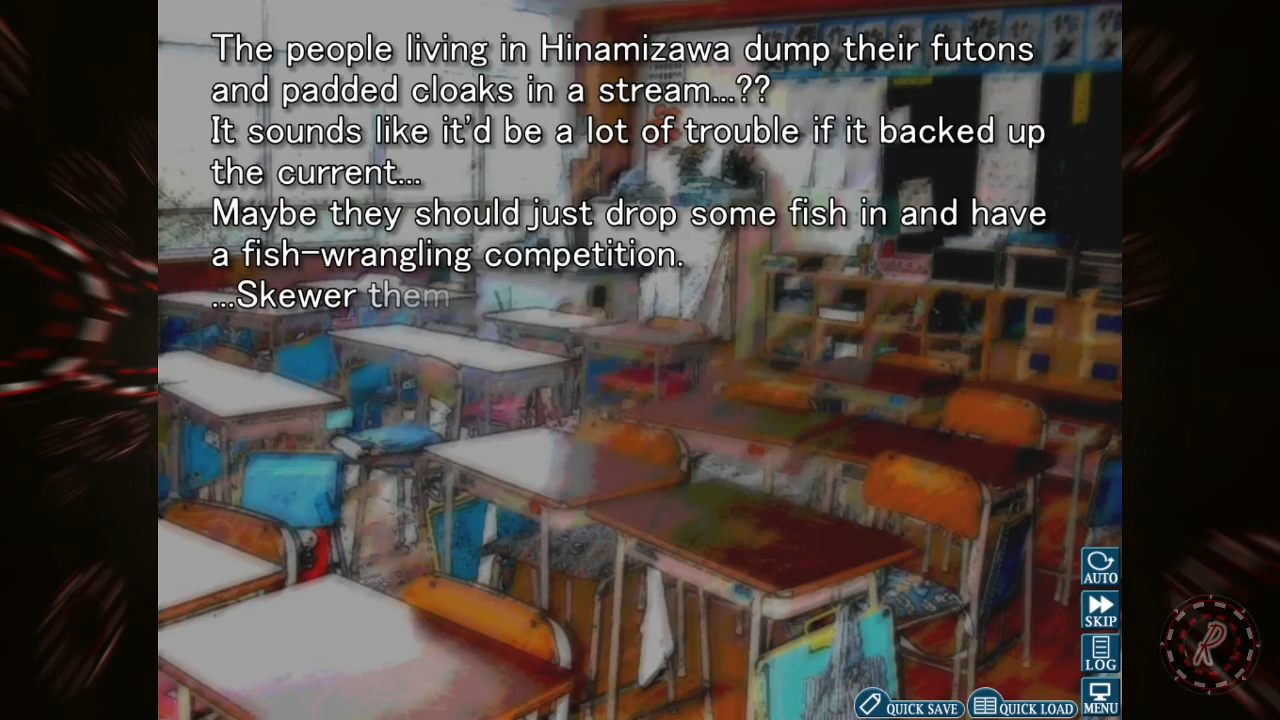 The people living in Hinamizawa dump their futons
and padded cloaks in a stream...??
It sounds like it'd be a lot of trouble if it backed up
the current...
Maybe they should just drop some fish in and have
a fish-wrangling competition.
...Skewer them
AUTO
SKIP
LOG
MENU
QUICK SAVE
QUICK LOAD
R